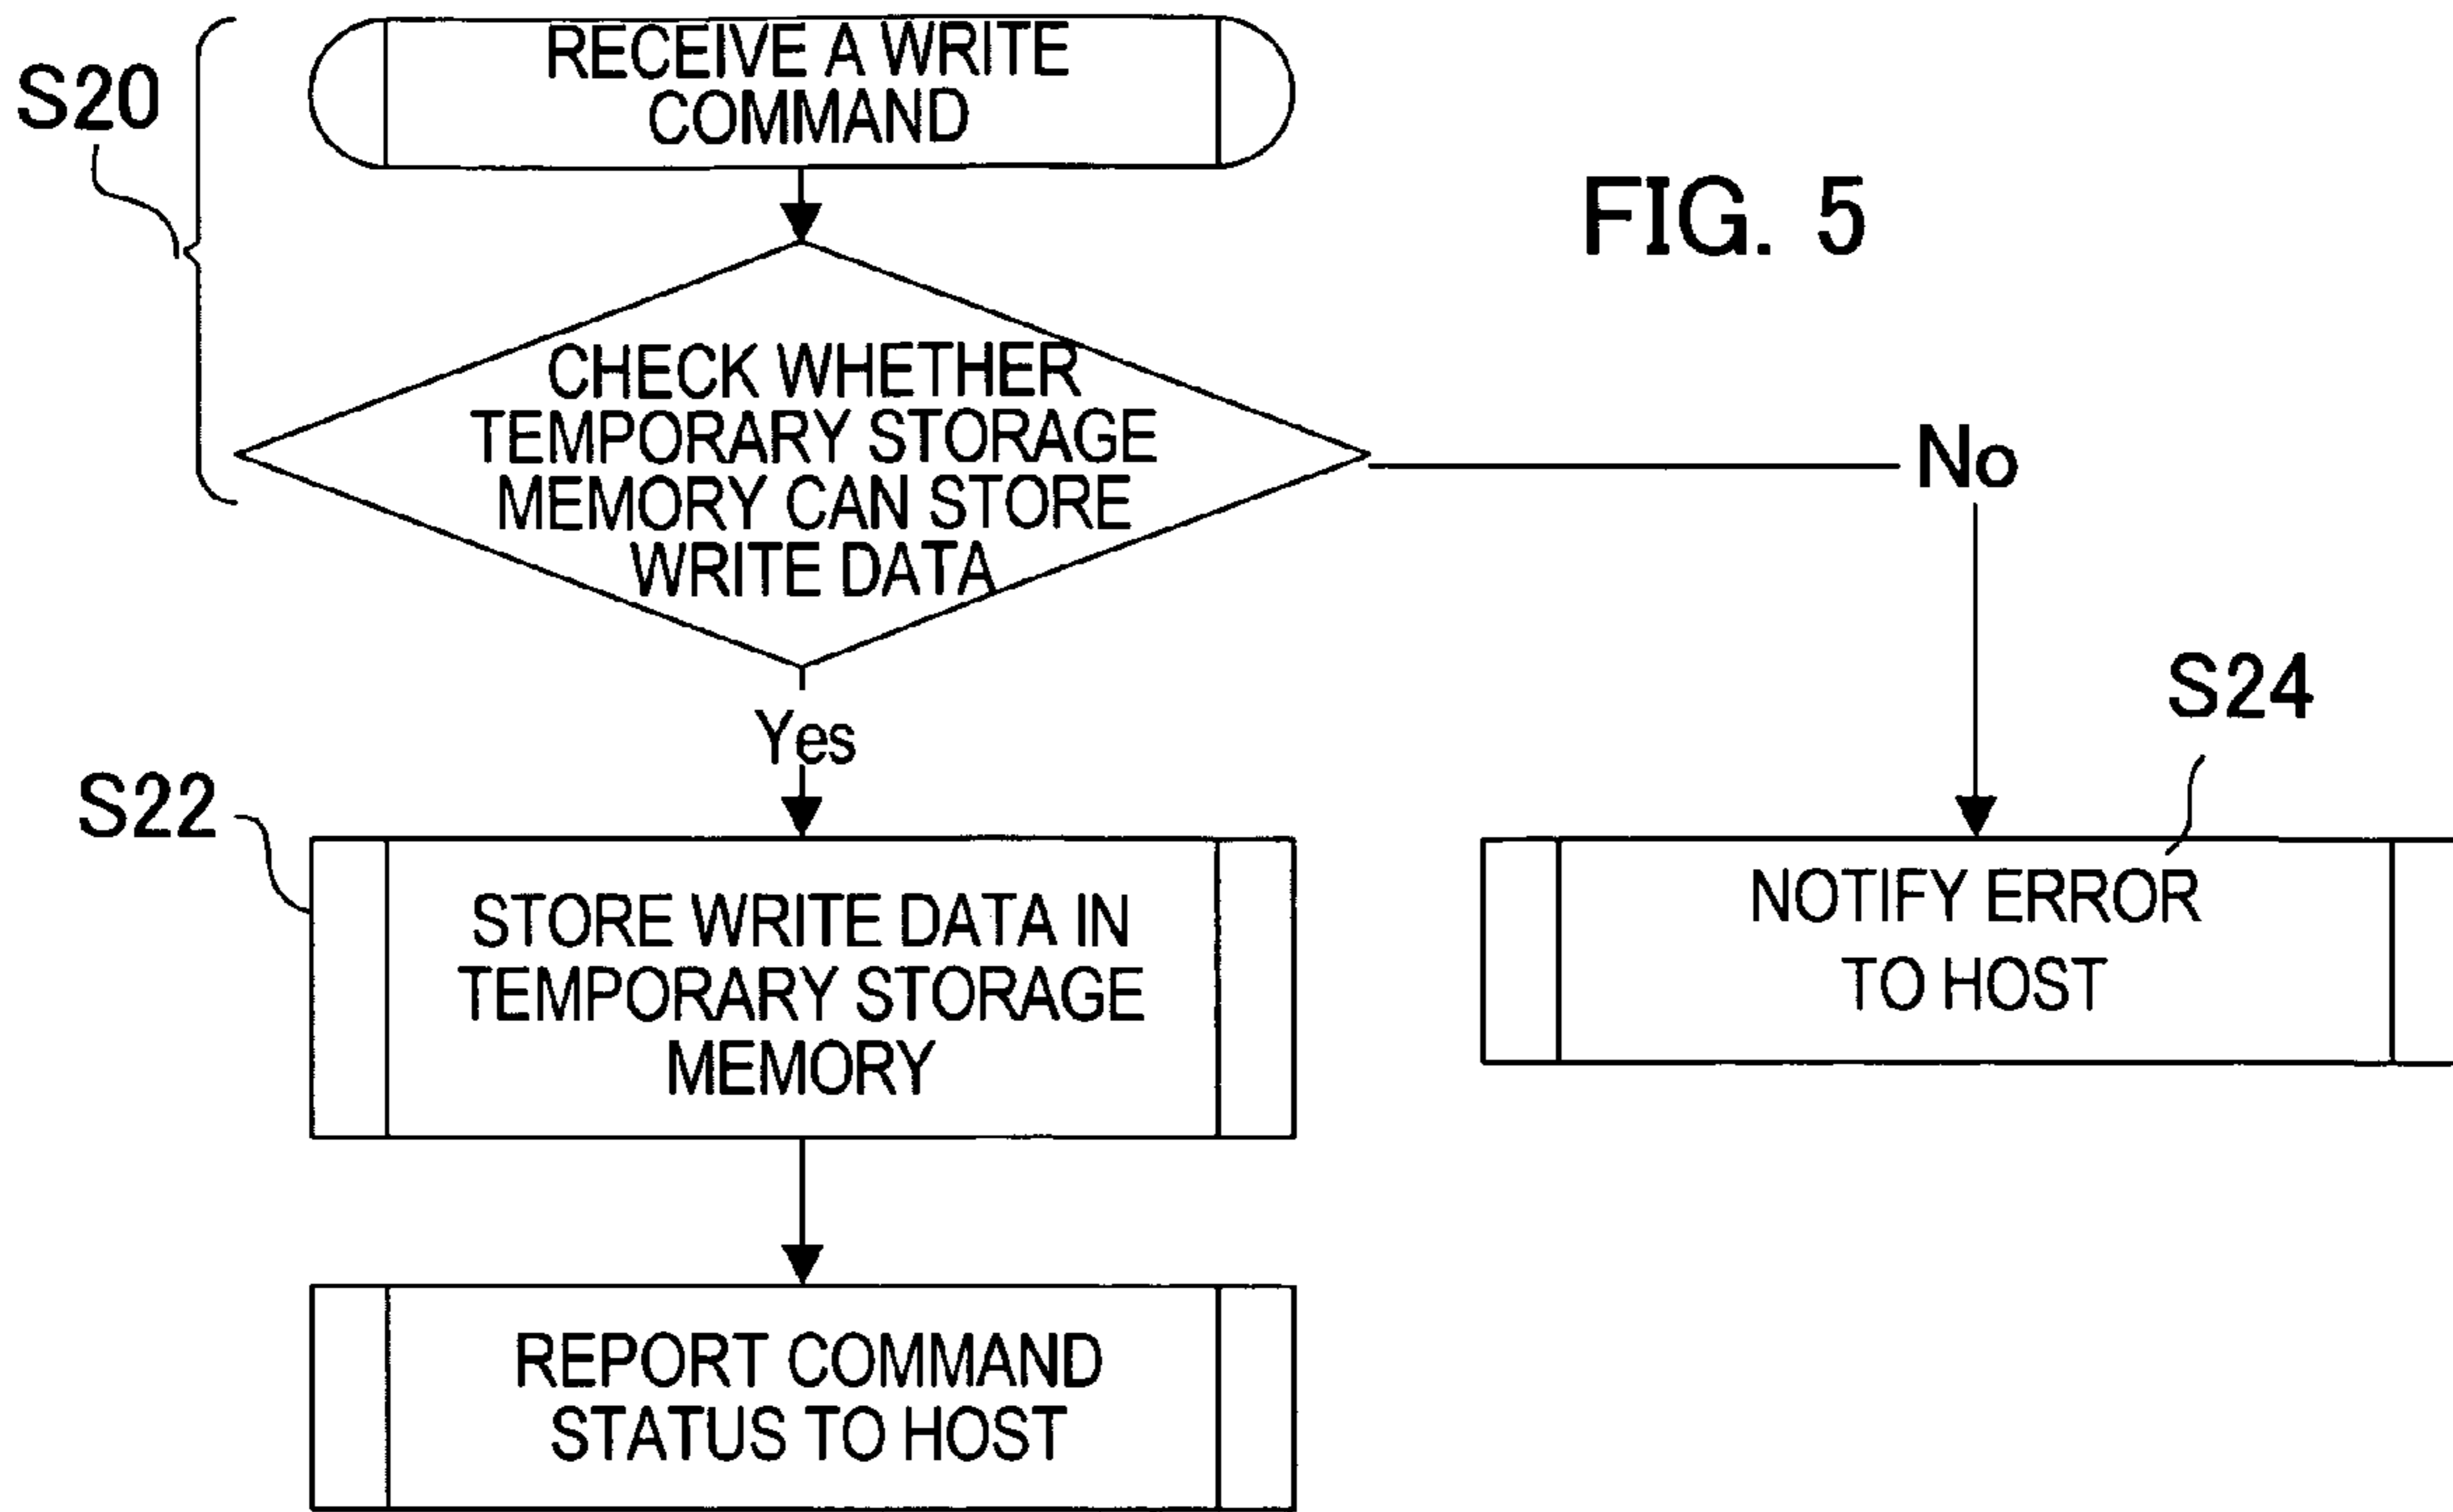 S20
RECEIVE A WRITE
COMMAND
FIG. 5
CHECK WHETHER
TEMPORARY STORAGE
MEMORY CAN STORE
WRITE DATA
No
Yes
S24
S22
STORE WRITE DATA IN
TEMPORARY STORAGE
MEMORY
NOTIFY ERROR
TO HOST
REPORT COMMAND
STATUS TO HOST